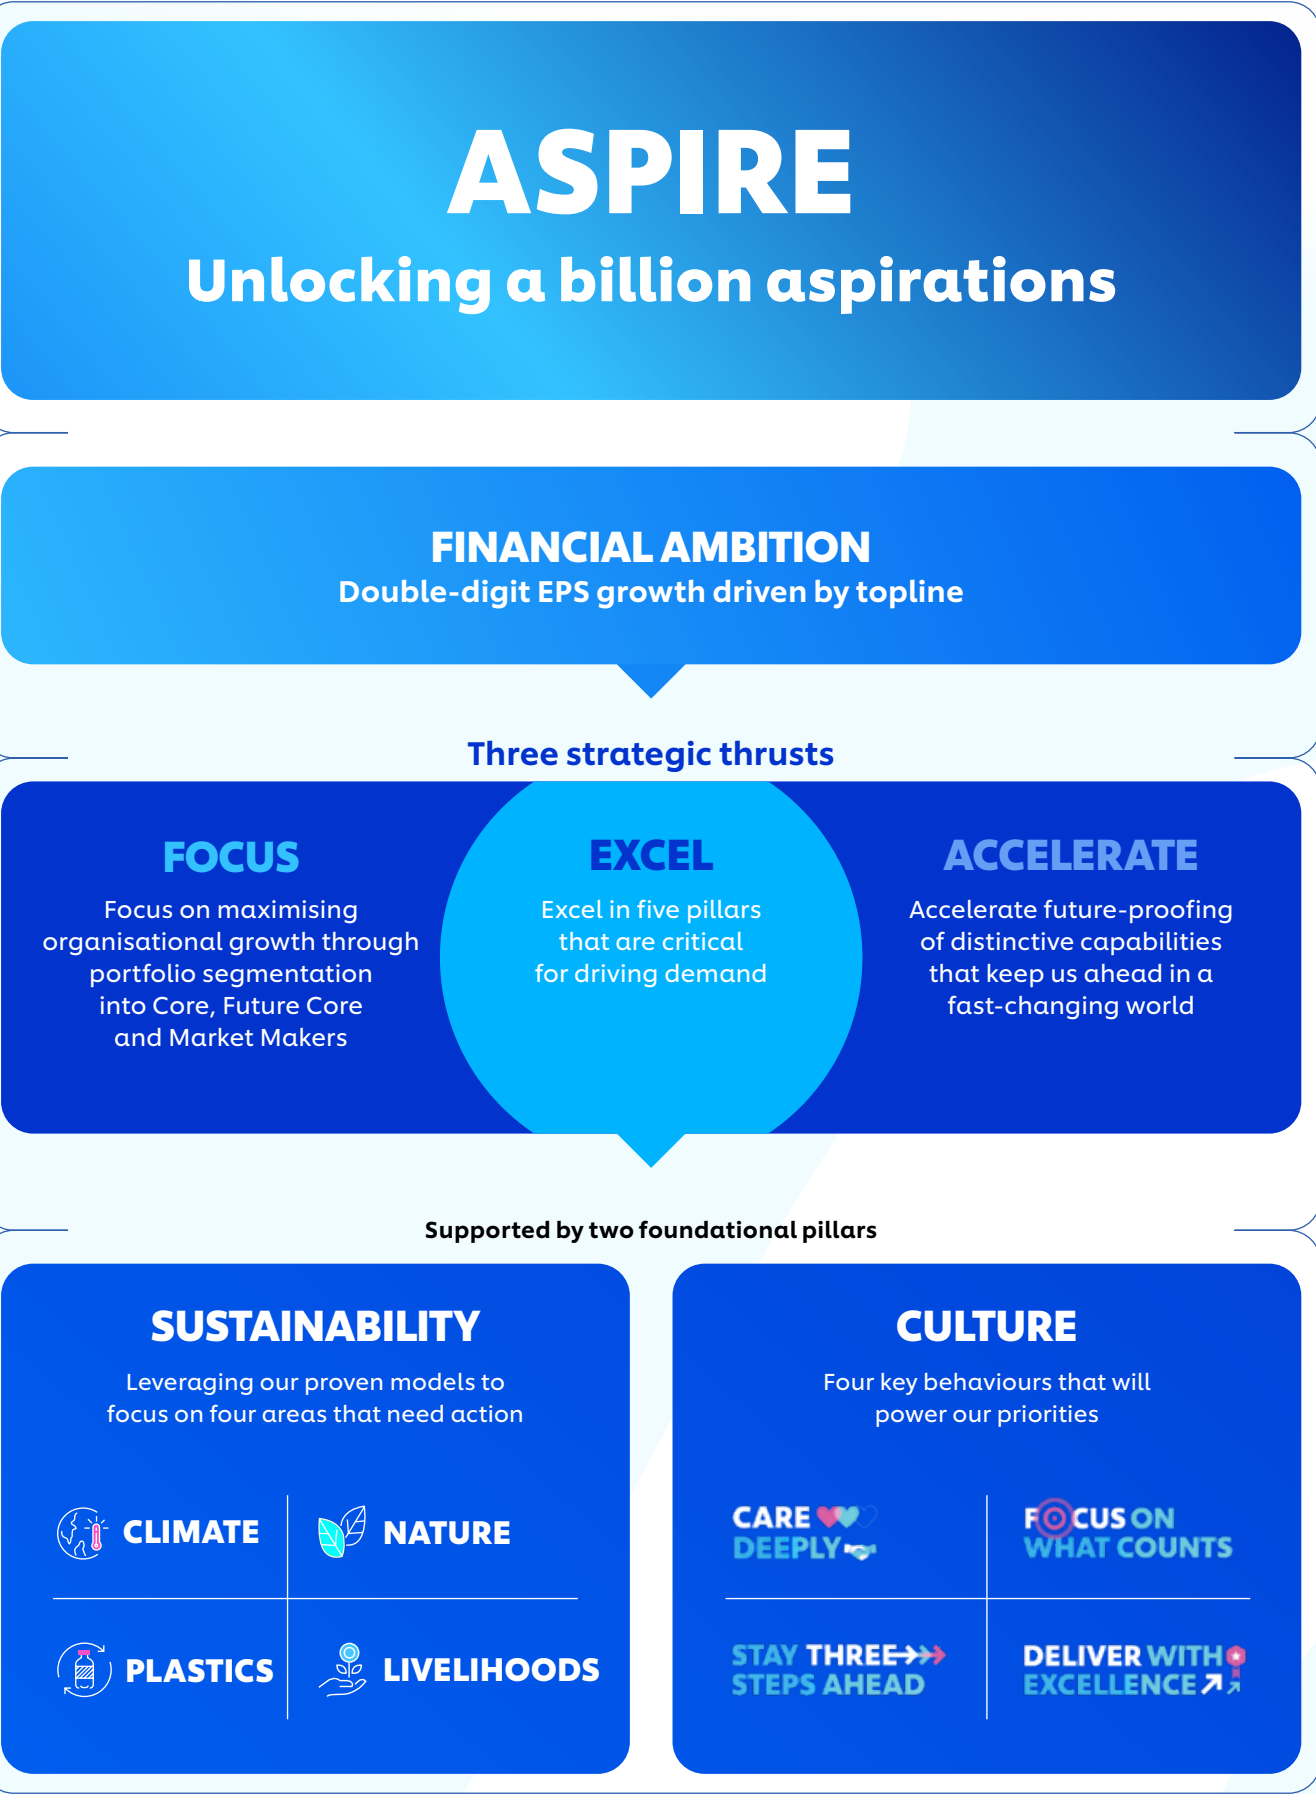 ASPIRE
Unlocking a billion aspirations
FINANCIAL AMBITION
Double-digit EPS growth driven by topline
Three strategic thrusts
FOCUS
Focus on maximising
organisational growth through
portfolio segmentation
into Core, Future Core
and Market Makers
EXCEL
Excel in five pillars
that are critical
for driving demand
ACCELERATE
Accelerate future-proofing
of distinctive capabilities
that keep us ahead in a
fast-changing world
Supported by two foundational pillars
SUSTAINABILITY
Leveraging our proven models to
focus on four areas that need action
CLIMATE
NATURE
PLASTICS
LIVELIHOODS
CULTURE
Four key behaviours that will
power our priorities
CARE
DEEPLY
FOCUS ON
WHAT COUNTS
STAY THREE
STEPS AHEAD
DELIVER WITH
EXCELLENCE